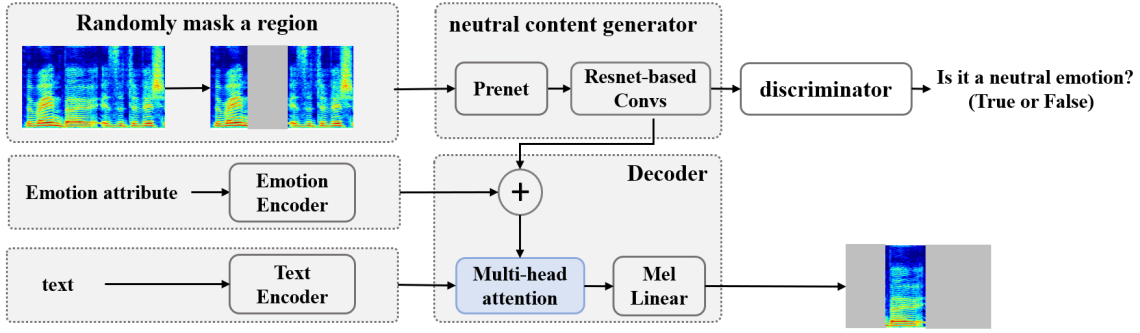 Randomly mask a region
neutral content generator
Prenet
Resnet-based
Convs
discriminator
Is it a neutral emotion?
(True or False)
Emotion attribute
Emotion
Encoder
+
Decoder
text
Text
Encoder
Multi-head
attention
Mel
Linear